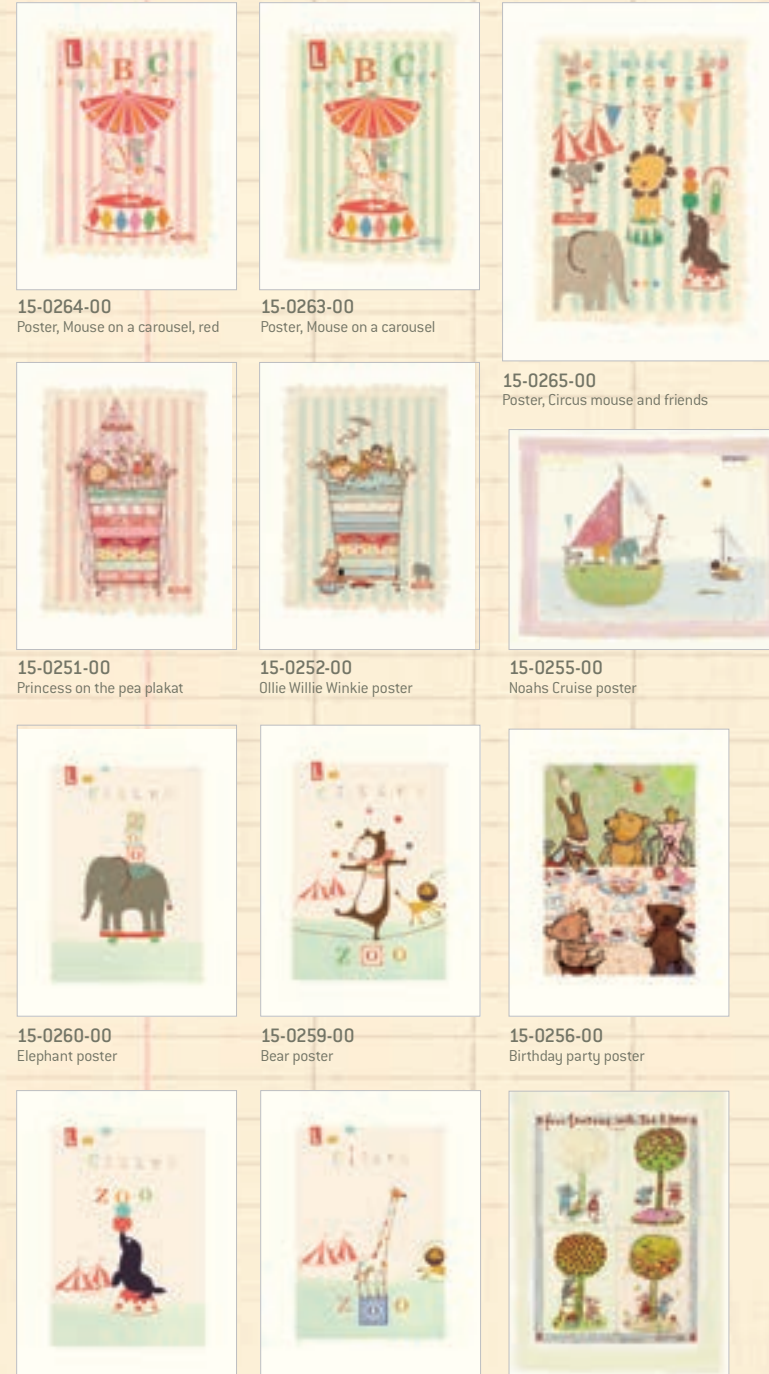 L A B C
L A B C
15-0264-00
Poster, Mouse on a carousel, red
15-0263-00
Poster, Mouse on a carousel
15-0265-00
Poster, Circus mouse and friends
15-0251-00
Princess on the pea plakat
15-0252-00
Ollie Willie Winkie poster
15-0255-00
Noahs Cruise poster
L
L
ZOO
15-0260-00
Elephant poster
15-0259-00
Bear poster
15-0256-00
Birthday party poster
L
ZOO
L
ZOO